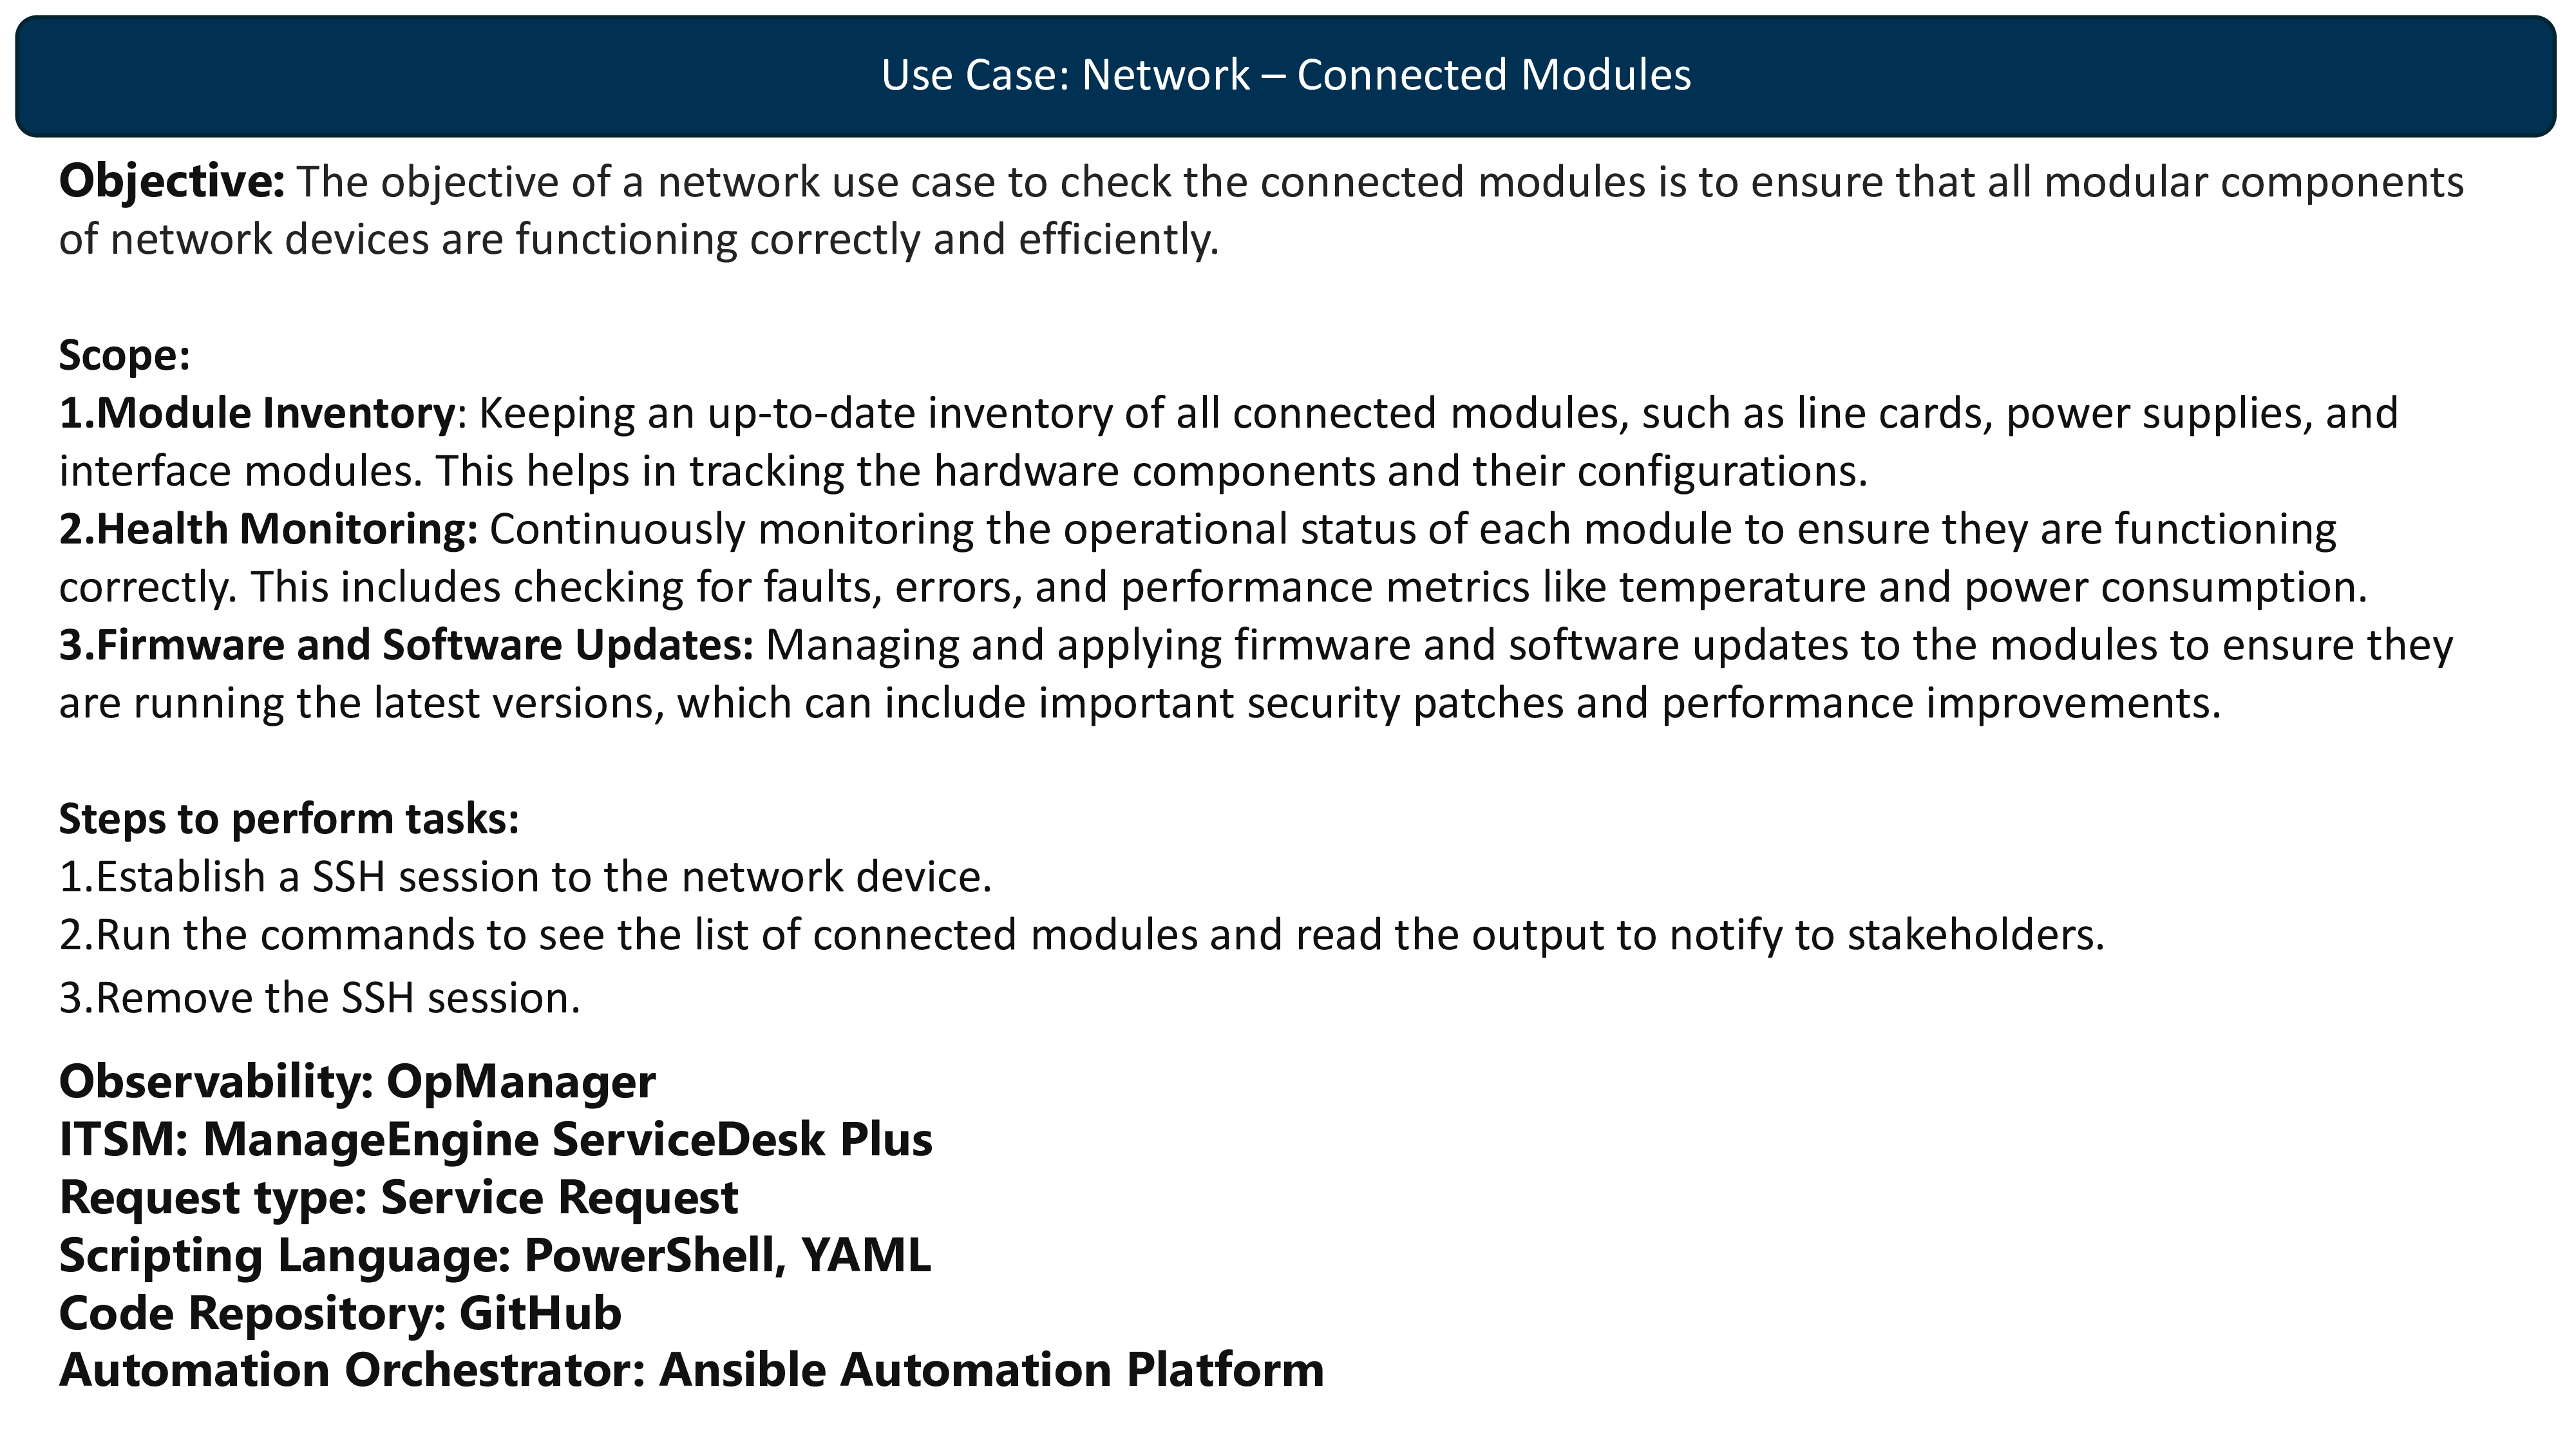 Use Case: Network – Connected Modules
Objective: The objective of a network use case to check the connected modules is to ensure that all modular components
of network devices are functioning correctly and efficiently.
Scope:
1.Module Inventory: Keeping an up-to-date inventory of all connected modules, such as line cards, power supplies, and
interface modules. This helps in tracking the hardware components and their configurations.
2.Health Monitoring: Continuously monitoring the operational status of each module to ensure they are functioning
correctly. This includes checking for faults, errors, and performance metrics like temperature and power consumption.
3.Firmware and Software Updates: Managing and applying firmware and software updates to the modules to ensure they
are running the latest versions, which can include important security patches and performance improvements.
Steps to perform tasks:
1.Establish a SSH session to the network device.
2.Run the commands to see the list of connected modules and read the output to notify to stakeholders.
3.Remove the SSH session.
Observability: OpManager
ITSM: ManageEngine ServiceDesk Plus
Request type: Service Request
Scripting Language: PowerShell, YAML
Code Repository: GitHub
Automation Orchestrator: Ansible Automation Platform